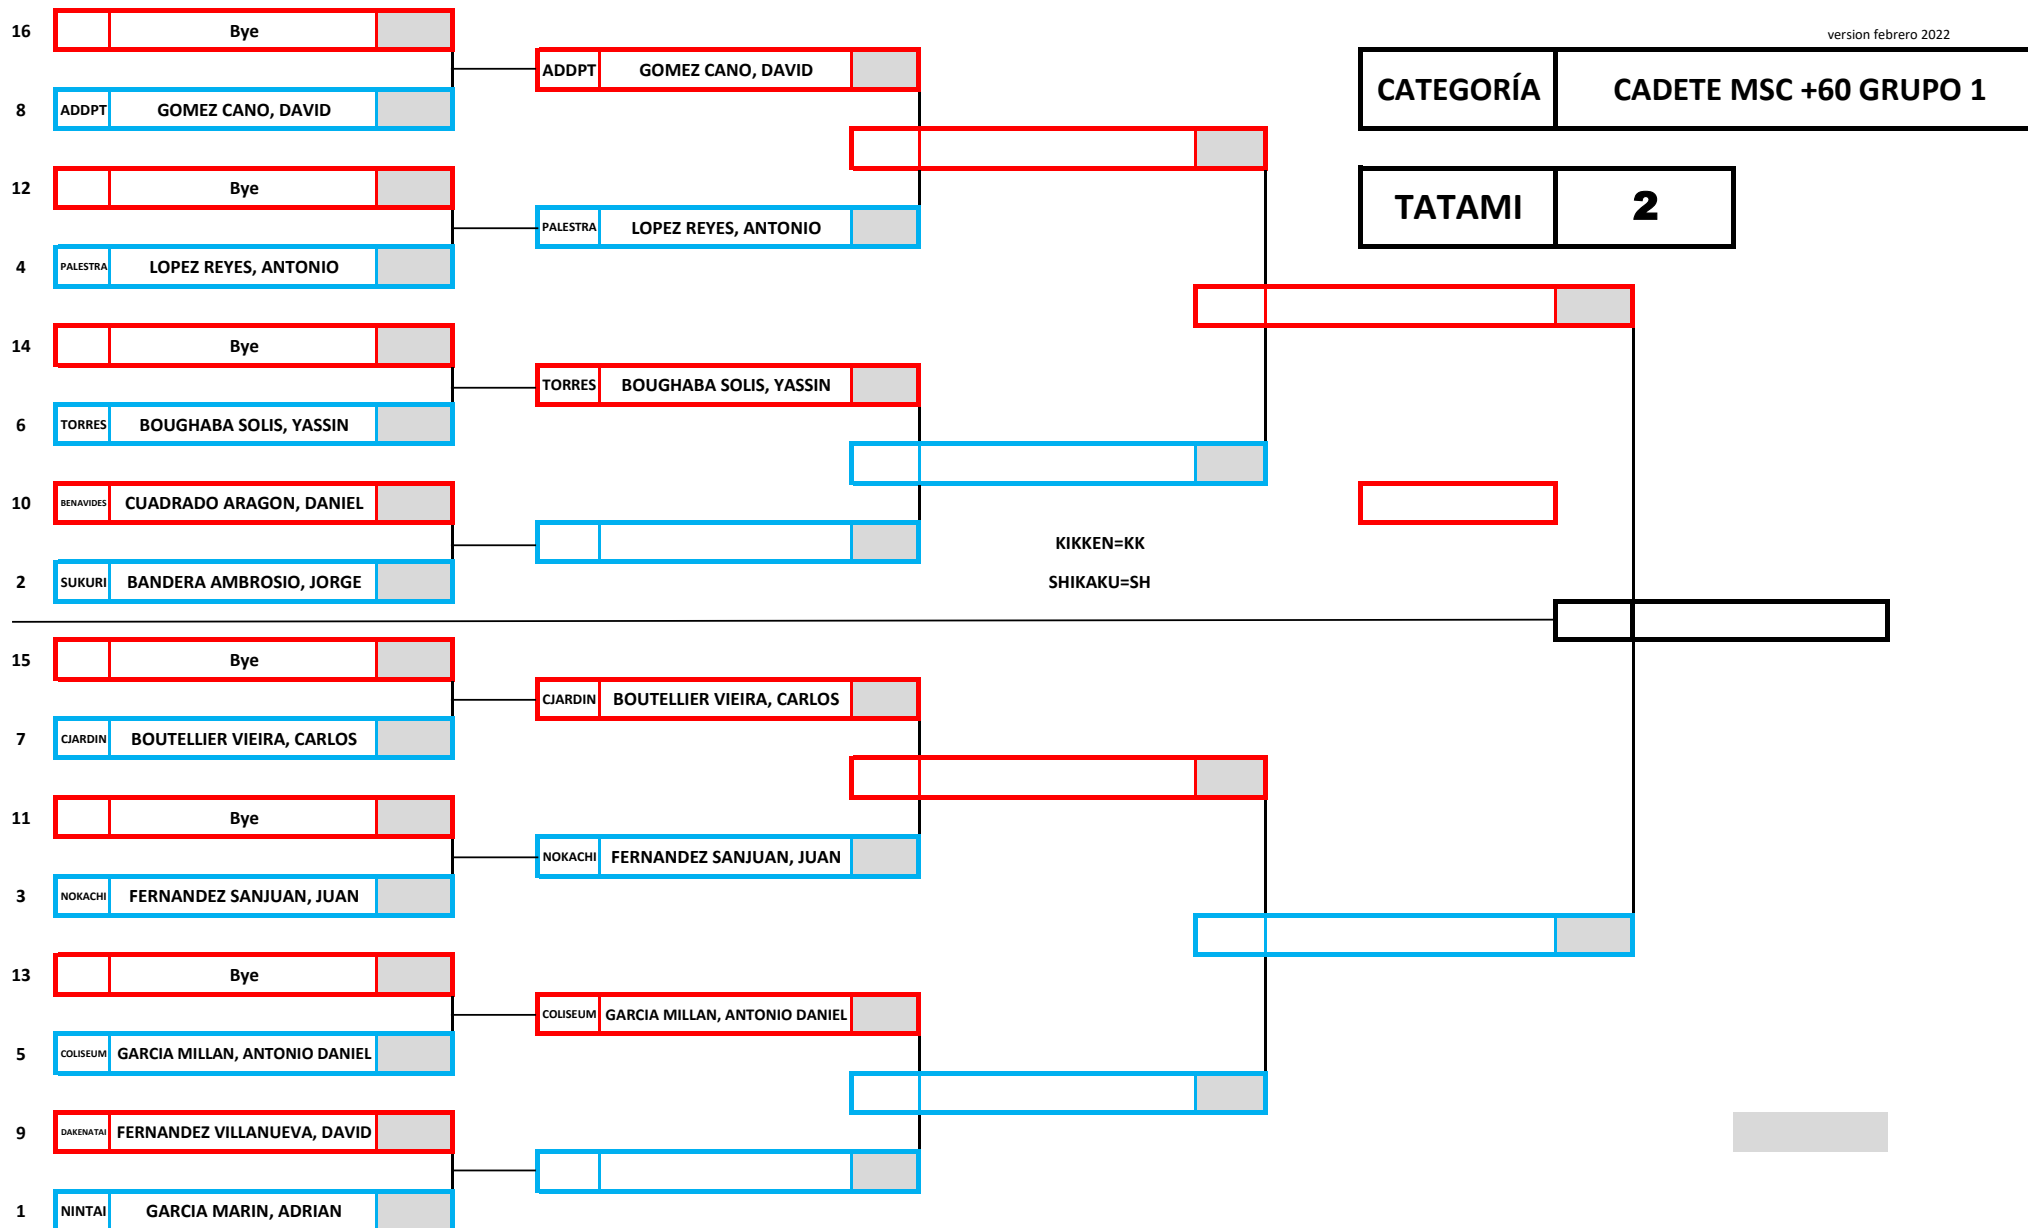 version febrero 2022
CATEGORÍA CADETE MSC +60 GRUPO 1
TATAMI 2
16 Bye
8 ADDPT GOMEZ CANO, DAVID
12 Bye
4 PALESTRA LOPEZ REYES, ANTONIO
14 Bye
6 TORRES BOUGHABA SOLIS, YASSIN
10 BENAVIDES CUADRADO ARAGON, DANIEL
2 SUKURI BANDERA AMBROSIO, JORGE
15 Bye
7 CJARDIN BOUTELLIER VIEIRA, CARLOS
11 Bye
3 NOKACHI FERNANDEZ SANJUAN, JUAN
13 Bye
5 COLISEUM GARCIA MILLAN, ANTONIO DANIEL
9 DAKENATAI FERNANDEZ VILLANUEVA, DAVID
1 NINTAI GARCIA MARIN, ADRIAN
ADDPT GOMEZ CANO, DAVID
PALESTRA LOPEZ REYES, ANTONIO
TORRES BOUGHABA SOLIS, YASSIN
CJARDIN BOUTELLIER VIEIRA, CARLOS
NOKACHI FERNANDEZ SANJUAN, JUAN
COLISEUM GARCIA MILLAN, ANTONIO DANIEL
KIKKEN=KK
SHIKAKU=SH